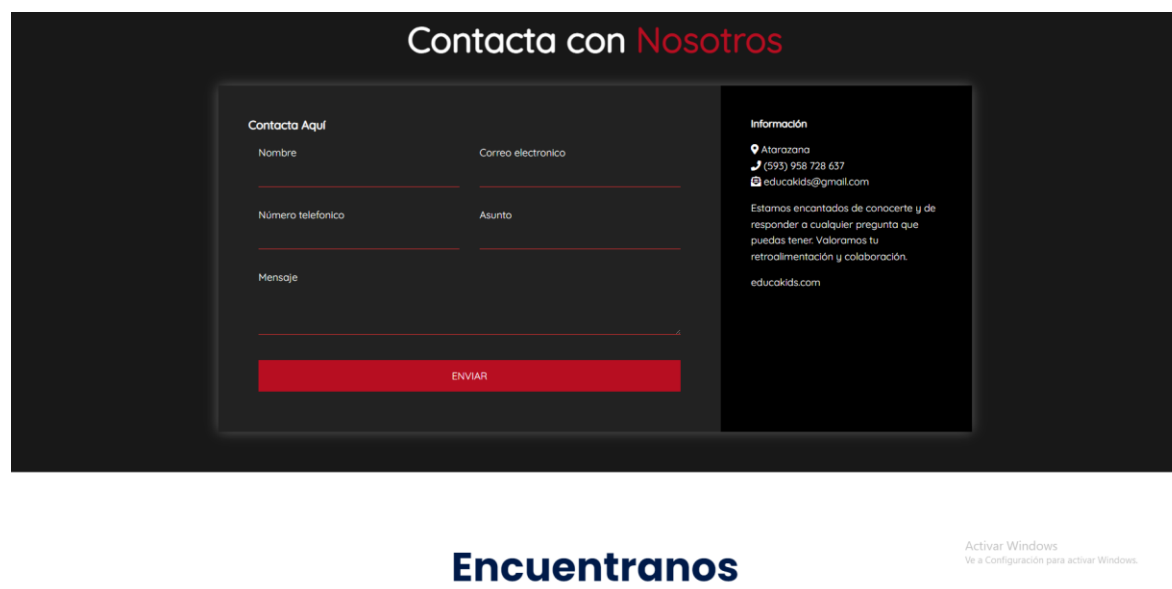 Contacta con Nosotros
Contacta Aquí
Nombre
Correo electronico
Número telefonico
Asunto
Mensaje
ENVIAR
Información
Atarazana
(593) 958 728 637
educakids@gmail.com
Estamos encantados de conocerte y de
responder a cualquier pregunta que
puedas tener. Valoramos tu
retroalimentación y colaboración.
educakids.com
Encuentranos
Activar Windows
Ve a Configuración para activar Windows.